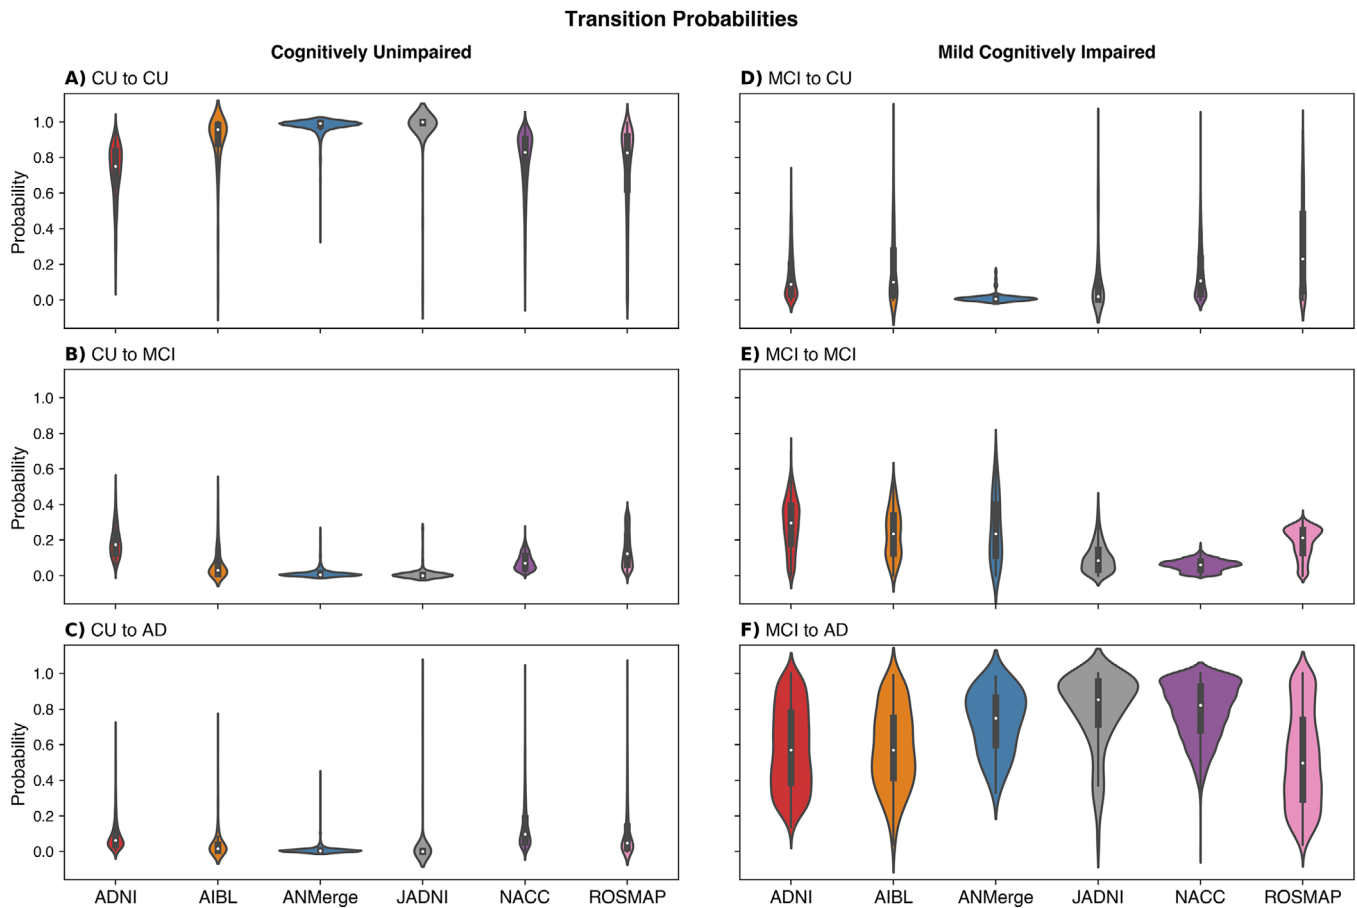 Transition Probabilities
Cognitively Unimpaired
Mild Cognitively Impaired
A) CU to CU
D) MCI to CU
Probability
1.0
0.8
0.6
0.4
0.2
0.0
B) CU to MCI
E) MCI to MCI
Probability
1.0
0.8
0.6
0.4
0.2
0.0
C) CU to AD
F) MCI to AD
Probability
1.0
0.8
0.6
0.4
0.2
0.0
ADNI AIBL ANMerge JADNI NACC ROSMAP
ADNI AIBL ANMerge JADNI NACC ROSMAP